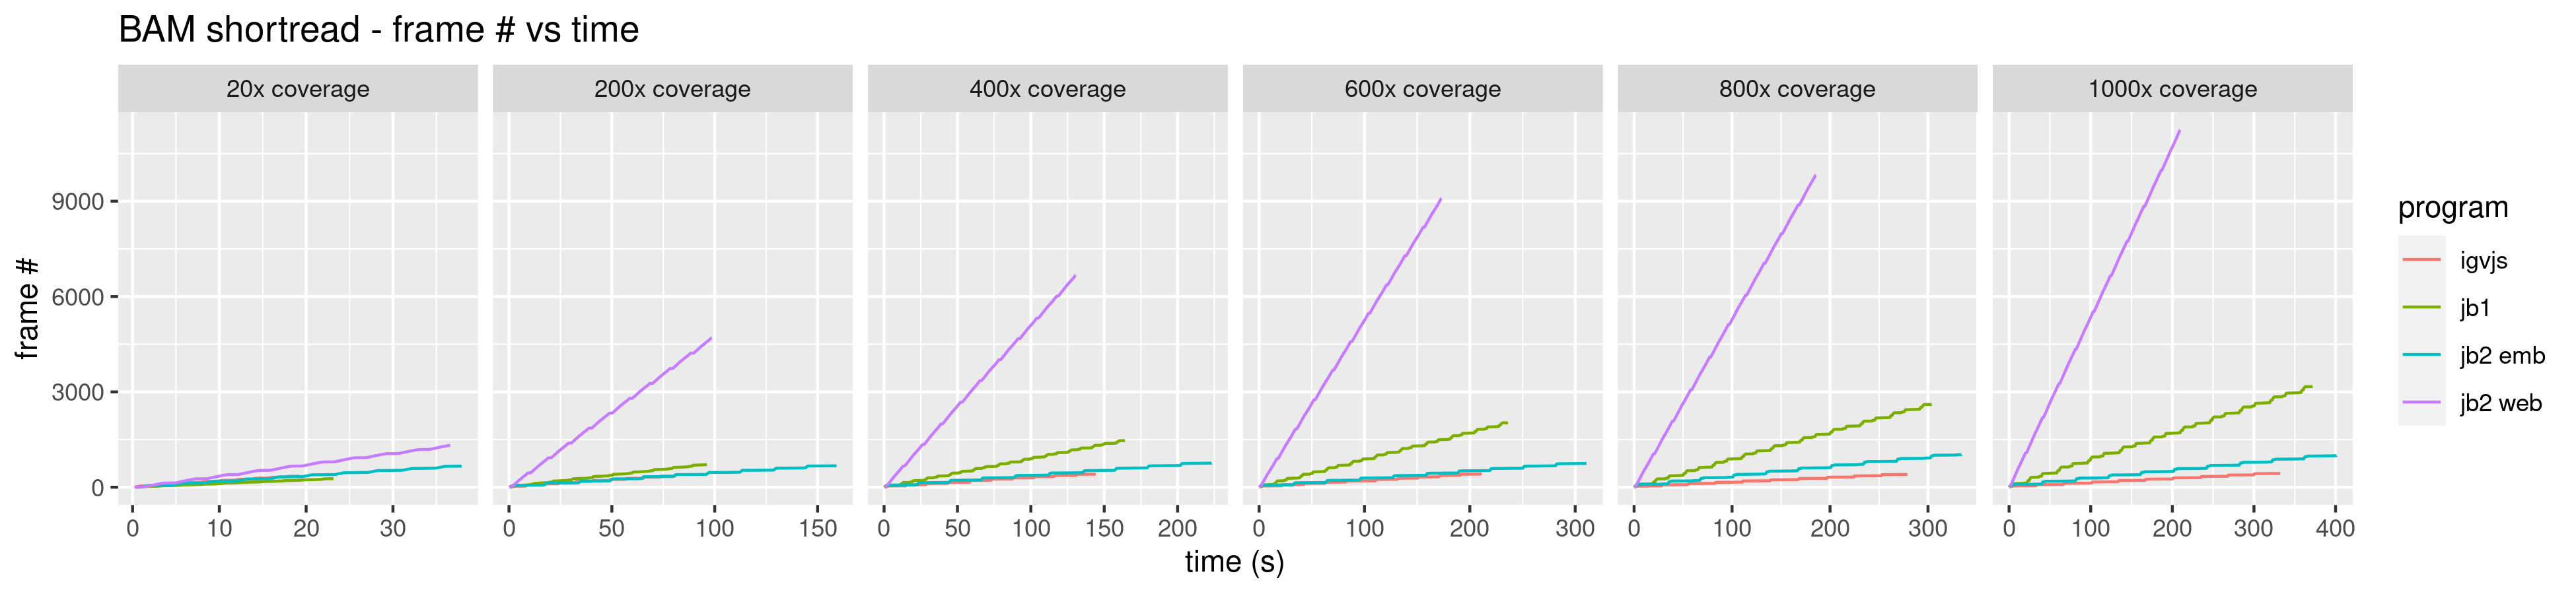 BAM shortread - frame # vs time
20x coverage 200x coverage 400x coverage 600x coverage 800x coverage 1000x coverage
frame #
9000
6000
3000
0
0 10 20 30 0 50 100 150 0 50 100 150 200 0 100 200 300 0 100 200 300 0 100 200 300 400
time (s)
program
igvjs
jb1
jb2 emb
jb2 web